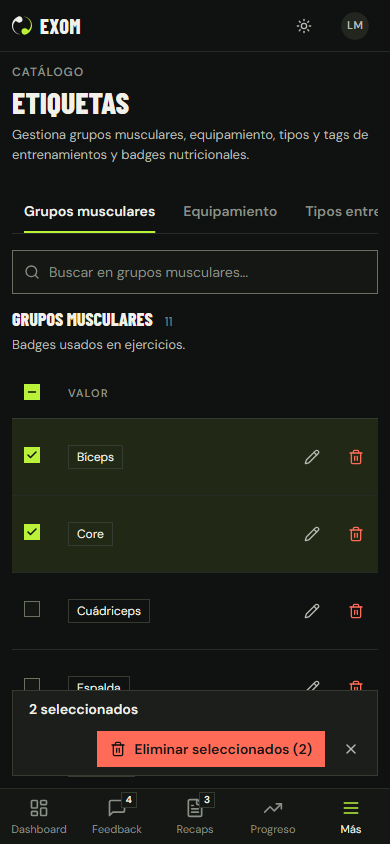 EXOM
LM
CATÁLOGO
ETIQUETAS
Gestiona grupos musculares, equipamiento, tipos y tags de
entrenamientos y badges nutricionales.
Grupos musculares
Equipamiento
Tipos entre
Buscar en grupos musculares...
GRUPOS MUSCULARES 11
Badges usados en ejercicios.
VALOR
Bíceps
Core
Cuádriceps
Espalda
2 seleccionados
Eliminar seleccionados (2)
4
3
Dashboard
Feedback
Recaps
Progreso
Más